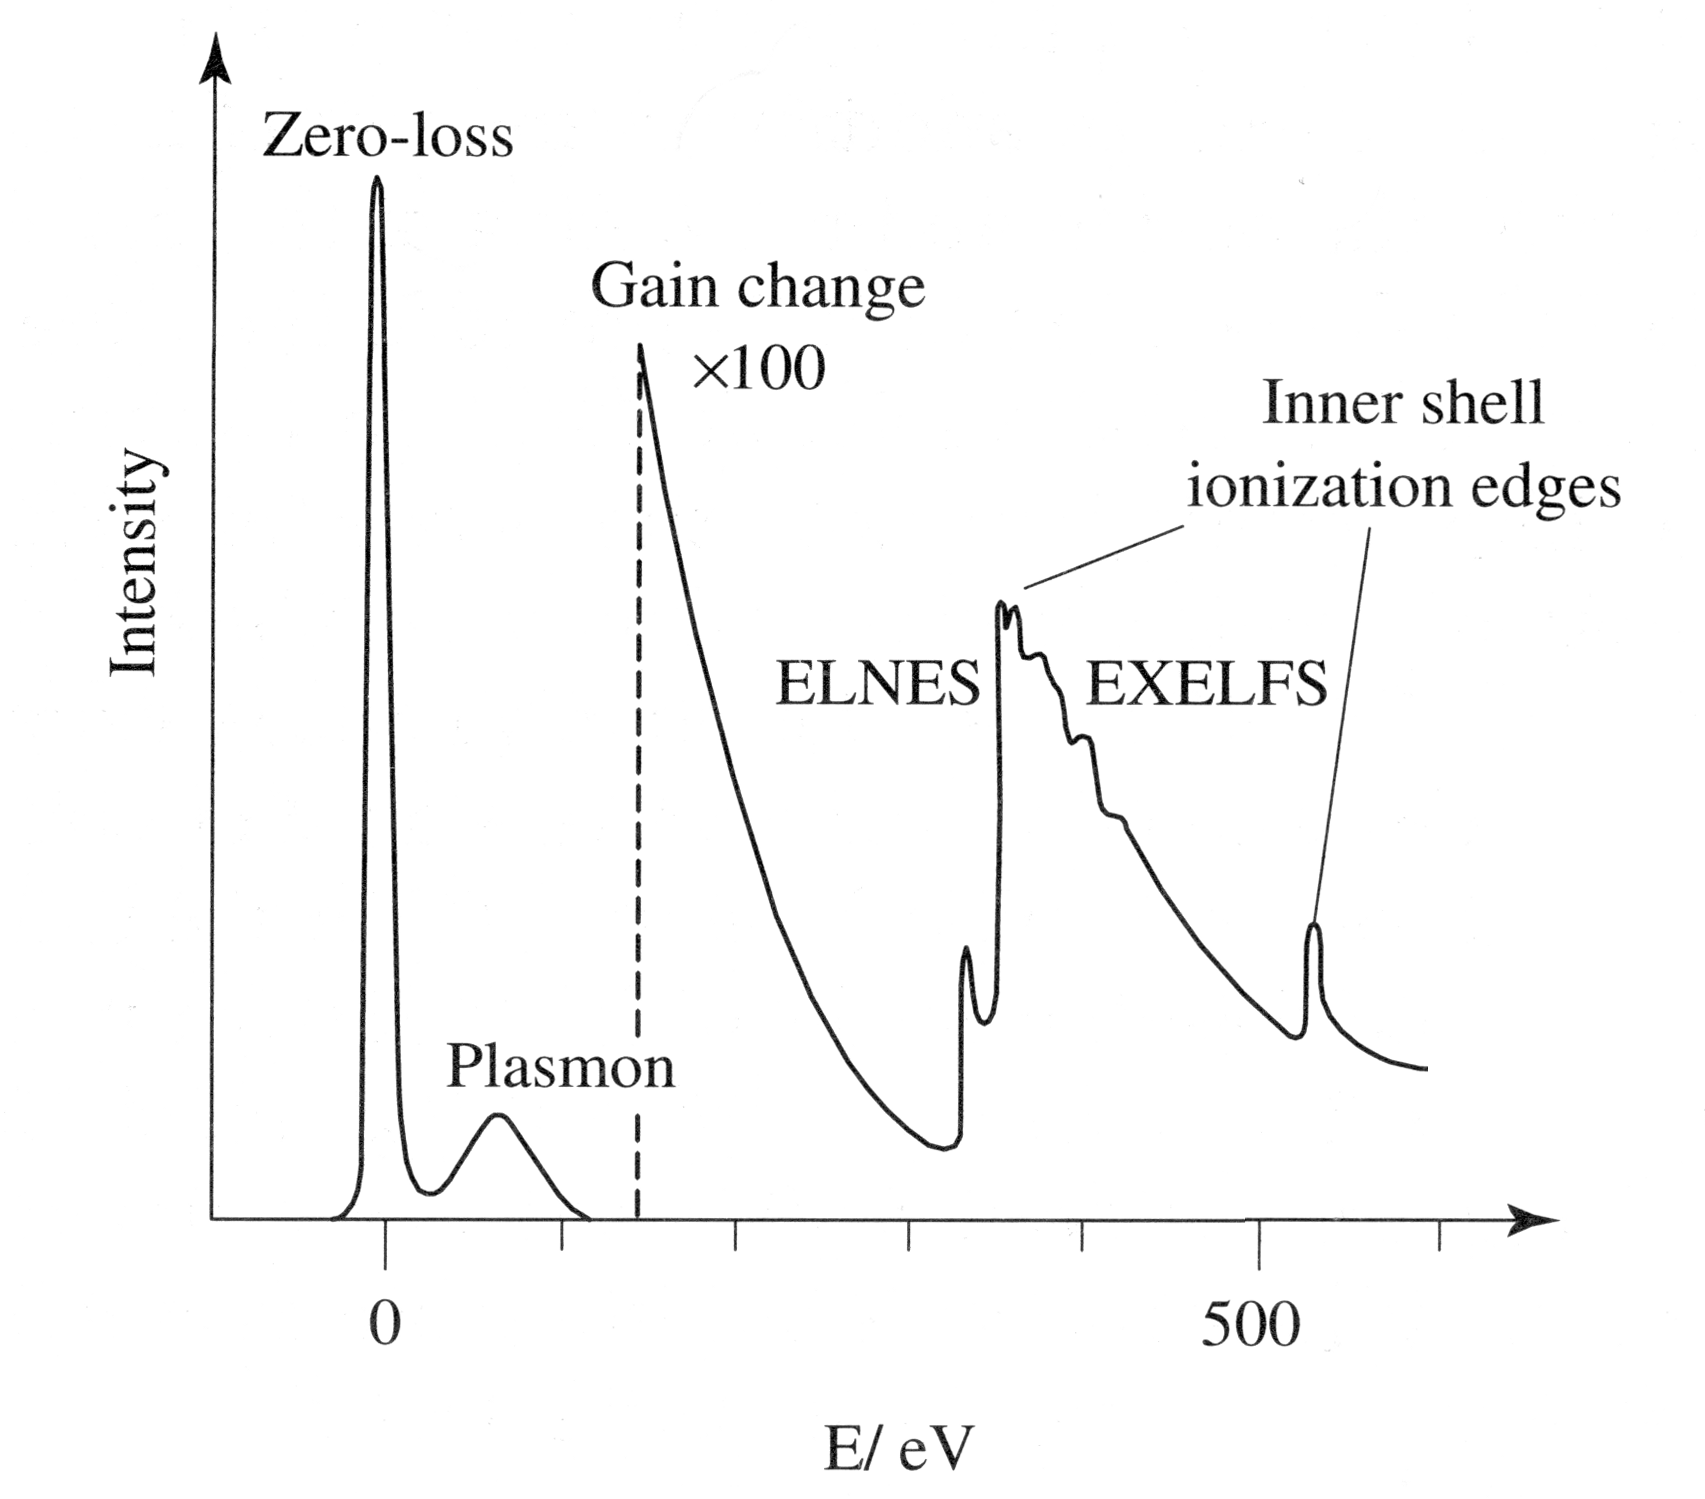 Zero-loss
Gain change
×100
Inner shell
ionization edges
Intensity
ELNES
EXELFS
Plasmon
0
500
E/ eV